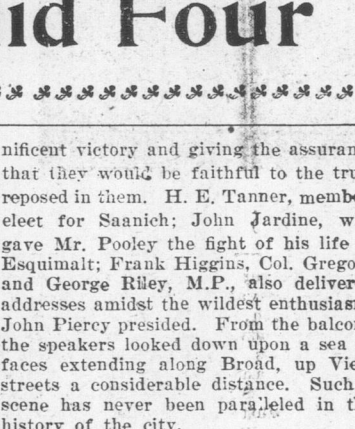 id Four
nificent victory and giving the assuran
that they would be faithful to the tru
reposed in them. H. E. Tanner, memb
elect for Saanich; John Jardine, w
gave Mr. Pooley the fight of his life
Esquimalt; Frank Higgins, Col. Grego
and George Riley, M.P., also deliver
addresses amidst the wildest enthusias
John Piercy presided. From the balco
the speakers looked down upon a sea
faces extending along Broad, up Vie
streets a considerable distance. Such
scene has never been paralleled in t
history of the city.